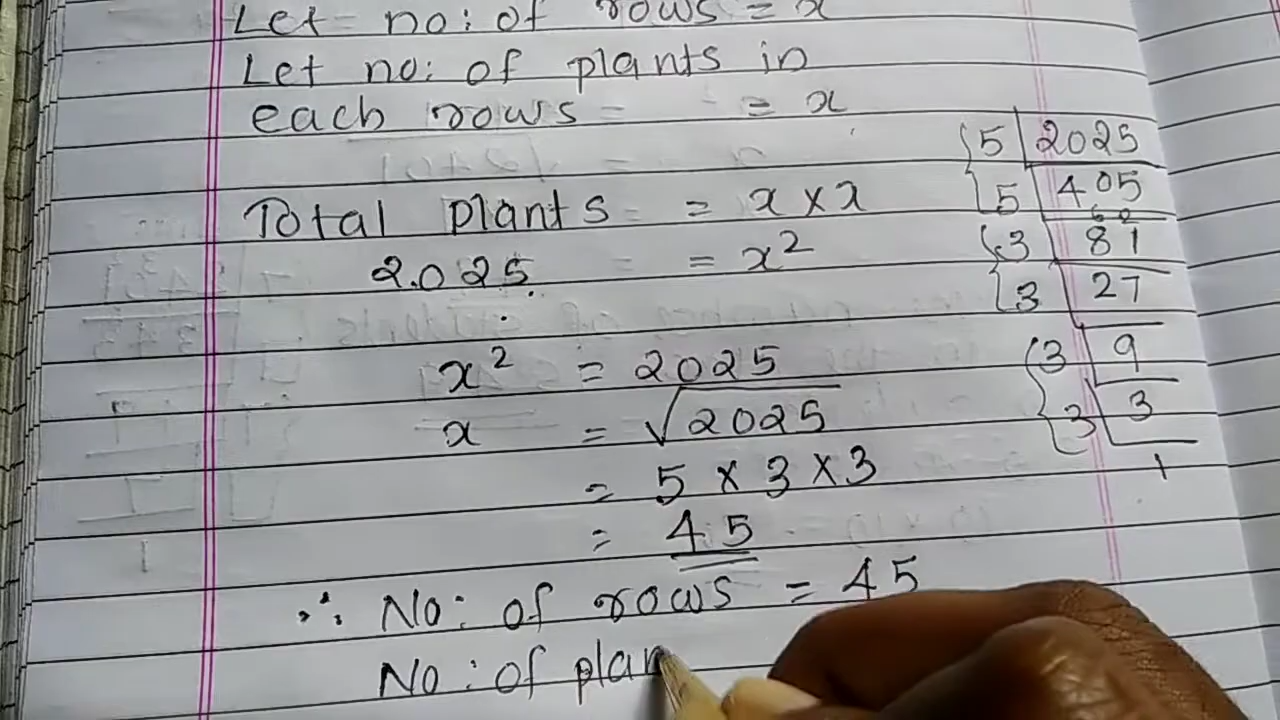 Let no: of rows = x
Let no: of plants in
each rows = x
Total plants = x × x
2025 = x²
x² = 2025
x = √2025
= 5 × 3 × 3
= 45
∴ No: of rows = 45
No: of plan
5 | 2025
5 | 405
3 | 81
3 | 27
3 | 9
3 | 3
1